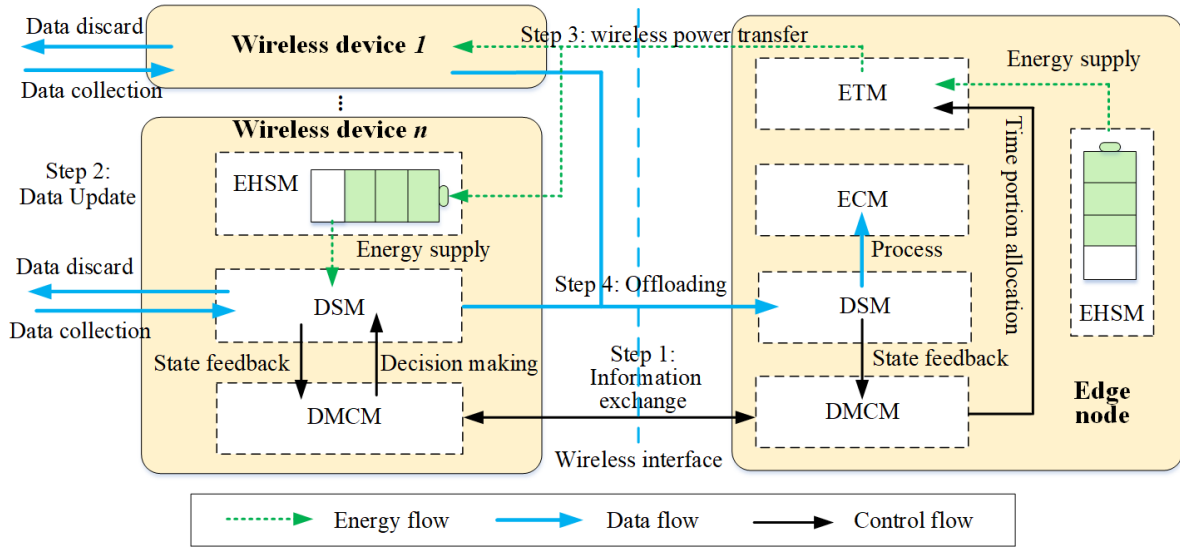 Data discard
Data collection
Wireless device 1
Step 3: wireless power transfer
⋮
Wireless device n
Step 2:
Data Update
EHSM
Energy supply
Data discard
Data collection
DSM
State feedback
Decision making
DMCM
Step 4: Offloading
Step 1:
Information
exchange
Wireless interface
ETM
Energy supply
ECM
Process
DSM
State feedback
DMCM
Time portion allocation
EHSM
Edge
node
Energy flow
Data flow
Control flow